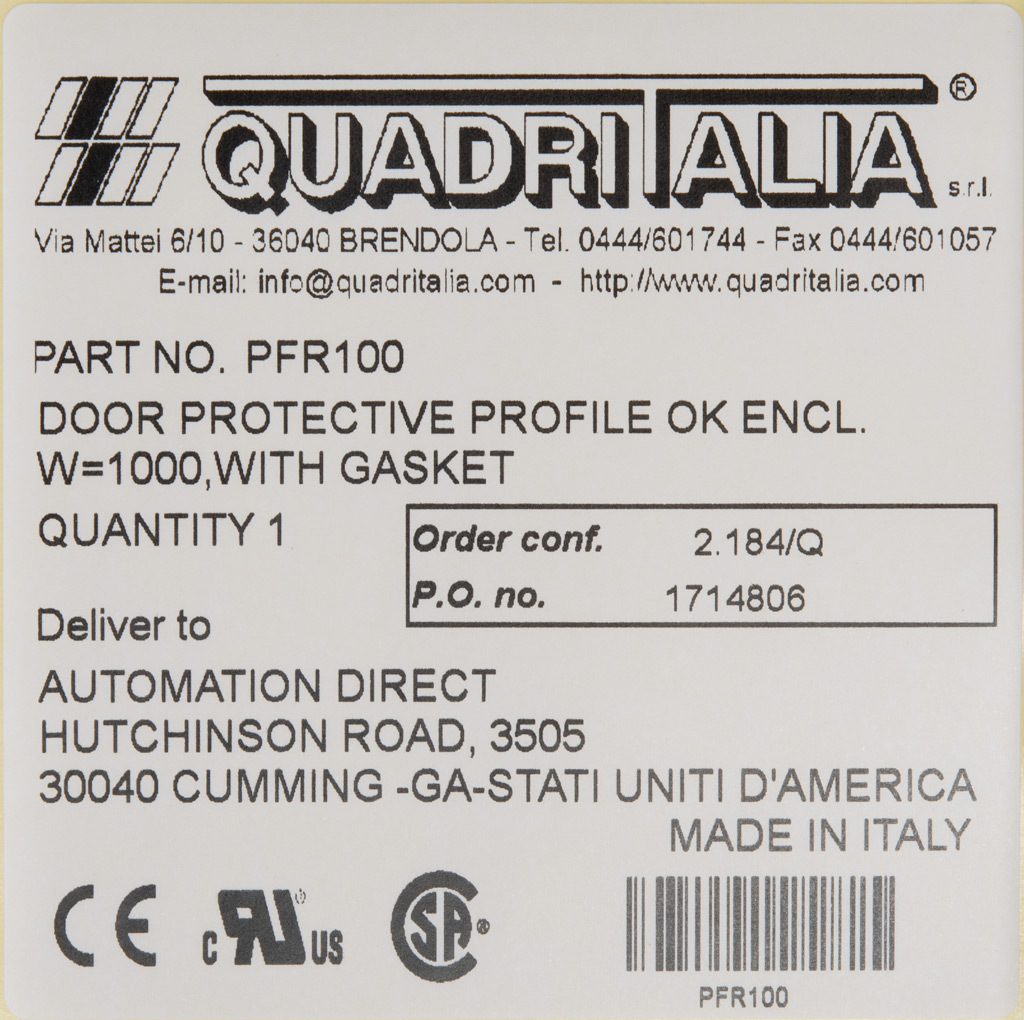 QUADRITALIA® s.r.l.
Via Mattei 6/10 - 36040 BRENDOLA - Tel. 0444/601744 - Fax 0444/601057
E-mail: info@quadritalia.com - http://www.quadritalia.com
PART NO. PFR100
DOOR PROTECTIVE PROFILE OK ENCL.
W=1000,WITH GASKET
QUANTITY 1
Order conf. 2.184/Q
P.O. no. 1714806
Deliver to
AUTOMATION DIRECT
HUTCHINSON ROAD, 3505
30040 CUMMING -GA-STATI UNITI D'AMERICA
MADE IN ITALY
CE c RU US SA®
PFR100